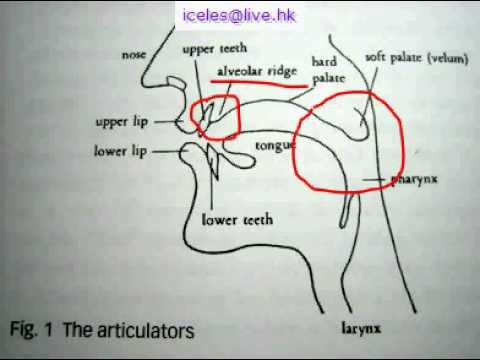 iceles@live.hk
nose
upper teeth
alveolar ridge
hard
palate
soft palate (velum)
upper lip
lower lip
tongue
pharynx
lower teeth
Fig. 1 The articulators
larynx